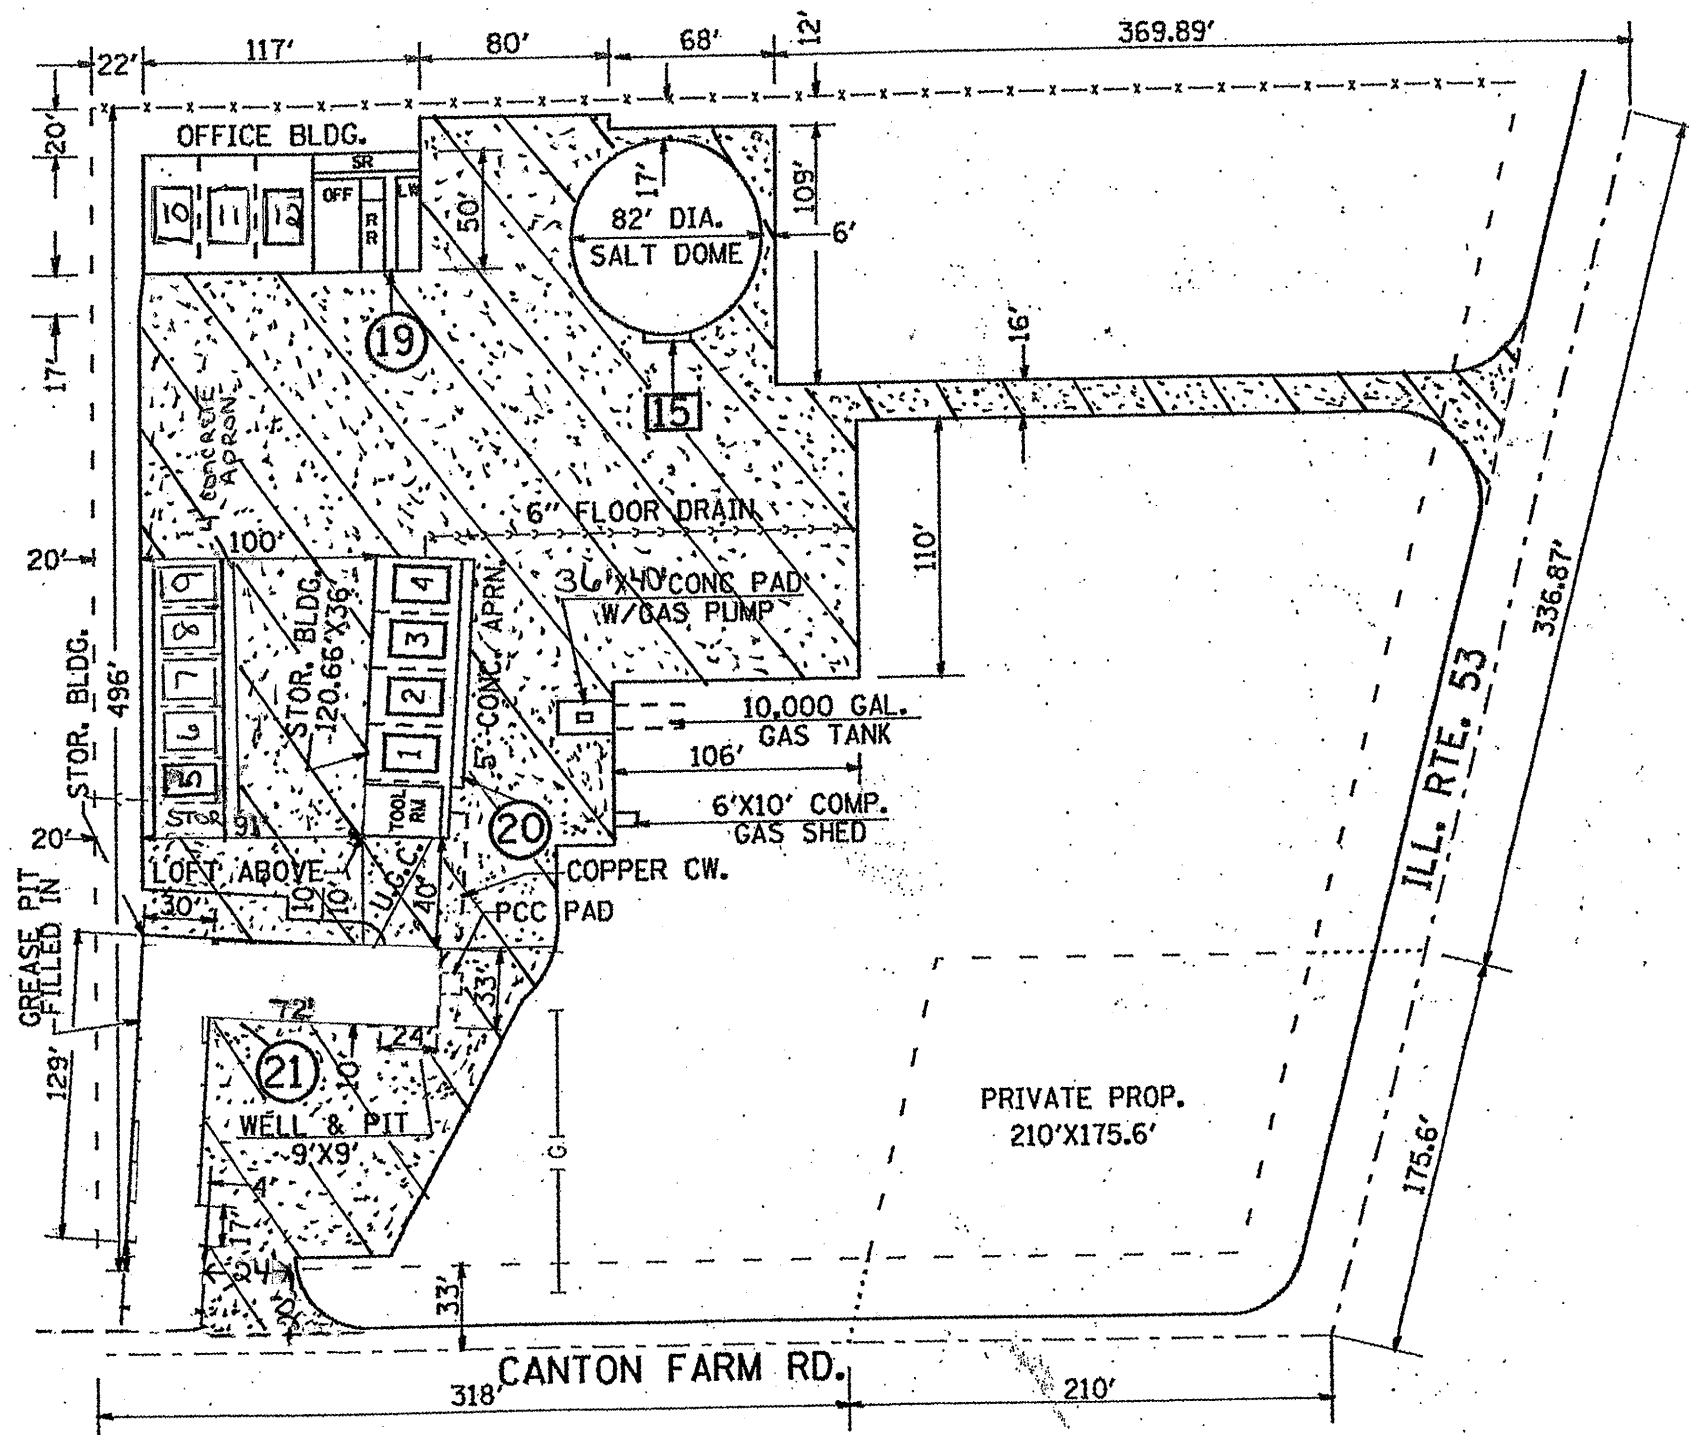 22'
117'
80'
68'
12'
369.89'
20'
OFFICE BLDG.
SR
OFF
RR
LW
10
11
12
50'
17'
82' DIA.
SALT DOME
109'
6'
17'
19
15
16'
4' CONCRETE
APRON
6" FLOOR DRAIN
20'
100'
110'
336.87'
36'X40' CONC PAD
W/GAS PUMP
9
8
7
6
5
STOR
STOR. BLDG.
120.66'X36'
4
3
2
1
TOOL
RM
5' CONC. APRN.
STOR. BLDG.
496'
10,000 GAL.
GAS TANK
106'
6'X10' COMP.
GAS SHED
ILL. RTE. 53
20'
91'
20
LOFT ABOVE
U.G.C.
40'
COPPER CW.
PCC PAD
30'
10'
10'
GREASE PIT
FILLED IN
33'
72'
24'
10'
21
129'
WELL & PIT
9'X9'
G
PRIVATE PROP.
210'X175.6'
175.6'
4'
17'
24'
33'
CANTON FARM RD.
318'
210'